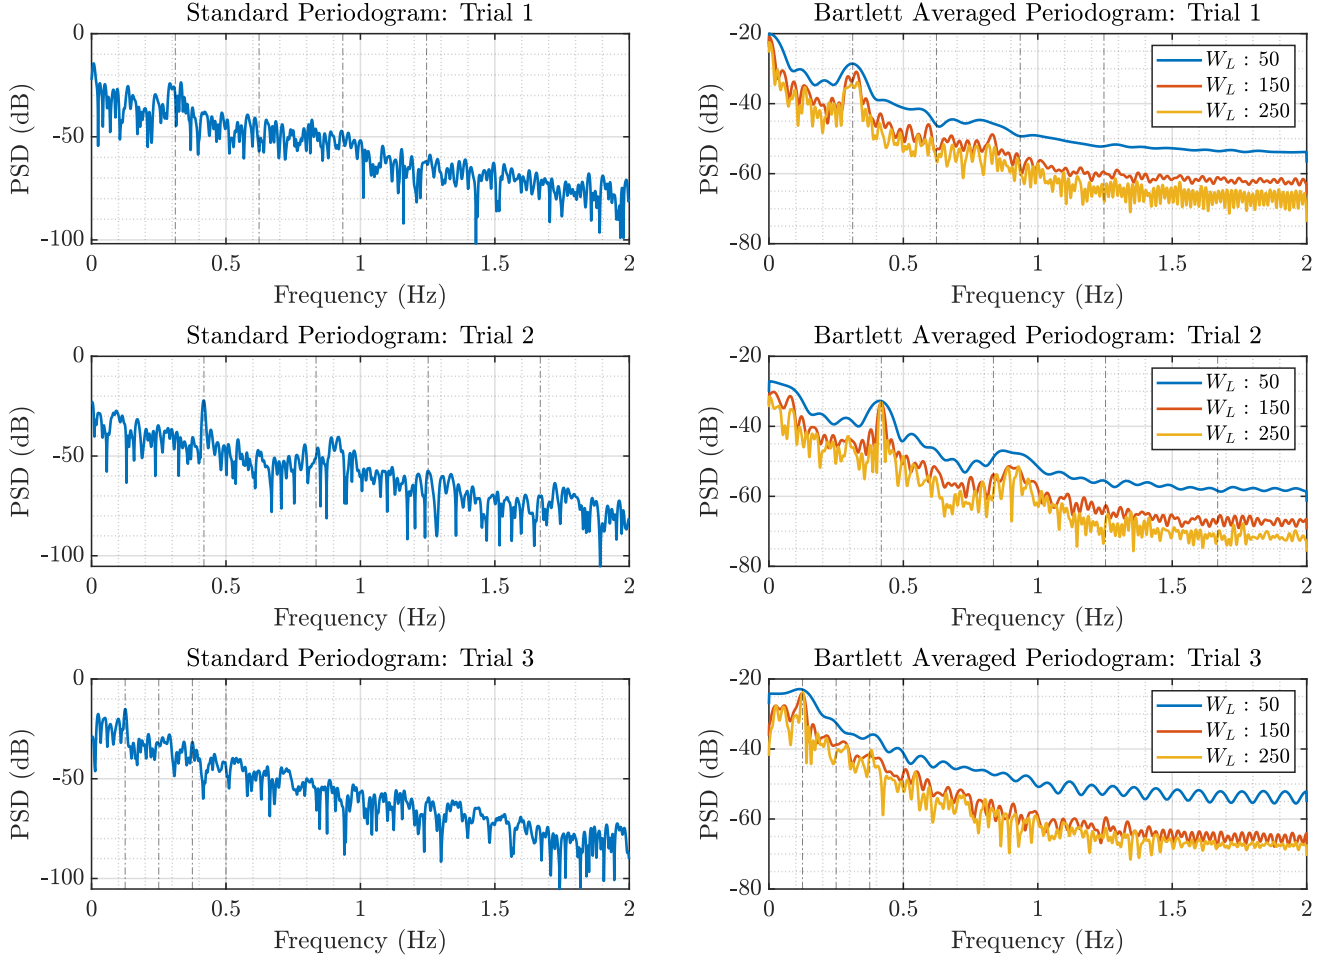 Standard Periodogram: Trial 1
0
-50
-100
PSD (dB)
0 0.5 1 1.5 2
Frequency (Hz)
Bartlett Averaged Periodogram: Trial 1
-20
-40
-60
-80
PSD (dB)
W_L : 50
W_L : 150
W_L : 250
0 0.5 1 1.5 2
Frequency (Hz)
Standard Periodogram: Trial 2
0
-50
-100
PSD (dB)
0 0.5 1 1.5 2
Frequency (Hz)
Bartlett Averaged Periodogram: Trial 2
-20
-40
-60
-80
PSD (dB)
W_L : 50
W_L : 150
W_L : 250
0 0.5 1 1.5 2
Frequency (Hz)
Standard Periodogram: Trial 3
0
-50
-100
PSD (dB)
0 0.5 1 1.5 2
Frequency (Hz)
Bartlett Averaged Periodogram: Trial 3
-20
-40
-60
-80
PSD (dB)
W_L : 50
W_L : 150
W_L : 250
0 0.5 1 1.5 2
Frequency (Hz)